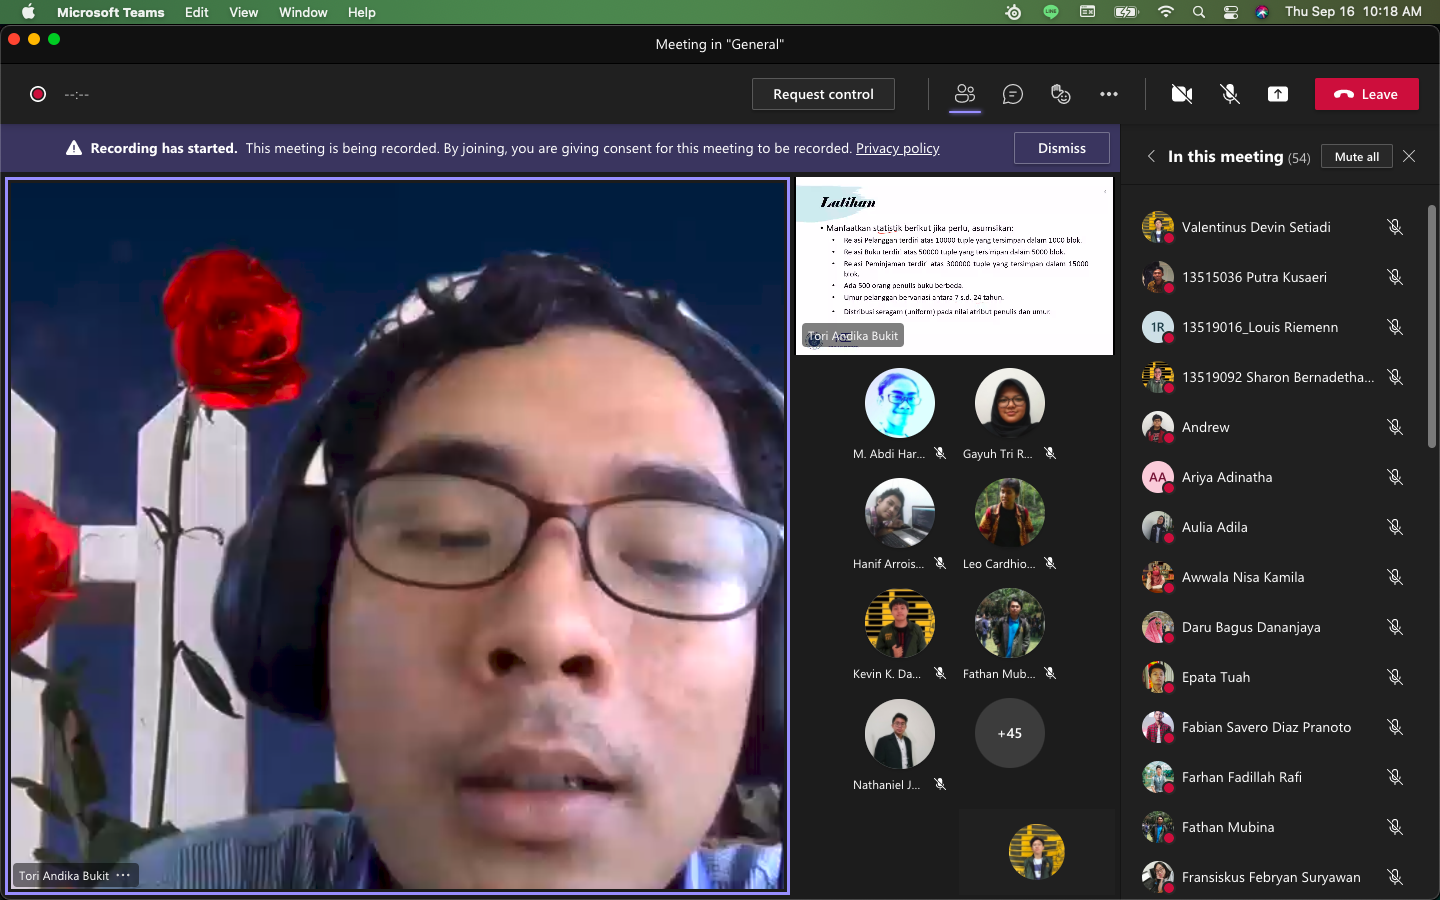 Microsoft Teams Edit View Window Help
Thu Sep 16 10:18 AM
Meeting in "General"
--:--
Request control
Leave
Recording has started. This meeting is being recorded. By joining, you are giving consent for this meeting to be recorded. Privacy policy
Dismiss
In this meeting (54)
Mute all
Latihan
• Manfaatkan statistik berikut jika perlu, asumsikan:
• Relasi Pelanggan terdiri atas 10000 tuple yang tersimpan dalam 1000 blok.
• Relasi Buku terdiri atas 50000 tuple yang tersimpan dalam 5000 blok.
• Relasi Peminjaman terdiri atas 300000 tuple yang tersimpan dalam 15000
blok.
• Ada 500 orang penulis buku berbeda.
• Umur pelanggan bervariasi antara 7 s.d. 24 tahun.
• Distribusi seragam (uniform) pada nilai atribut penulis dan umur.
Tori Andika Bukit
M. Abdi Har...
Gayuh Tri R...
Hanif Arrois...
Leo Cardhio...
Kevin K. Da...
Fathan Mub...
Nathaniel J...
+45
Tori Andika Bukit ...
Valentinus Devin Setiadi
13515036 Putra Kusaeri
1R
13519016_Louis Riemenn
13519092 Sharon Bernadetha...
Andrew
AA
Ariya Adinatha
Aulia Adila
Awwala Nisa Kamila
Daru Bagus Dananjaya
Epata Tuah
Fabian Savero Diaz Pranoto
Farhan Fadillah Rafi
Fathan Mubina
Fransiskus Febryan Suryawan